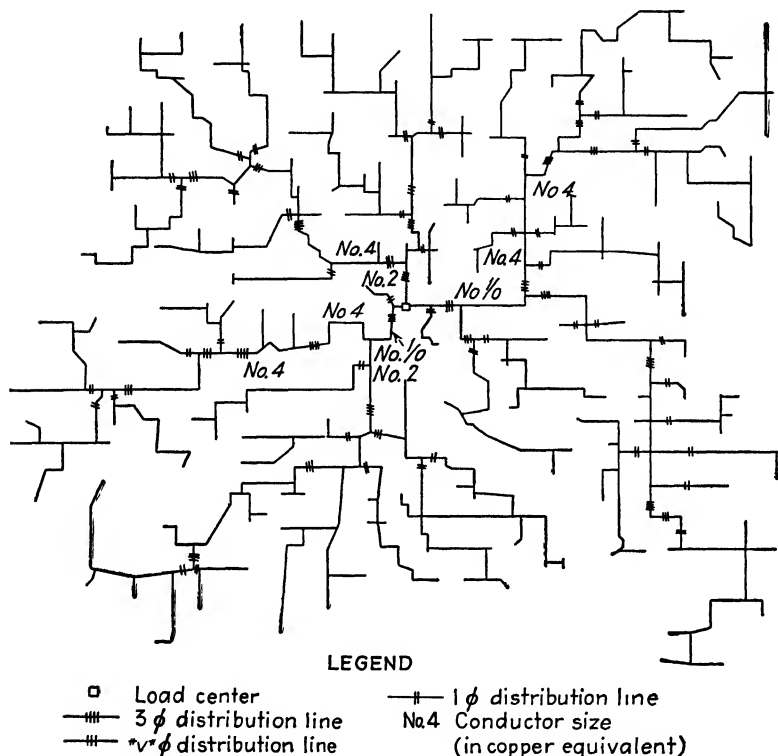 No 4
No.4
No.4
No.2
No 1/0
No 4
No. 1/0
No. 2
No.4
LEGEND
Load center
3 ϕ distribution line
"v" ϕ distribution line
1 ϕ distribution line
No.4 Conductor size
(in copper equivalent)